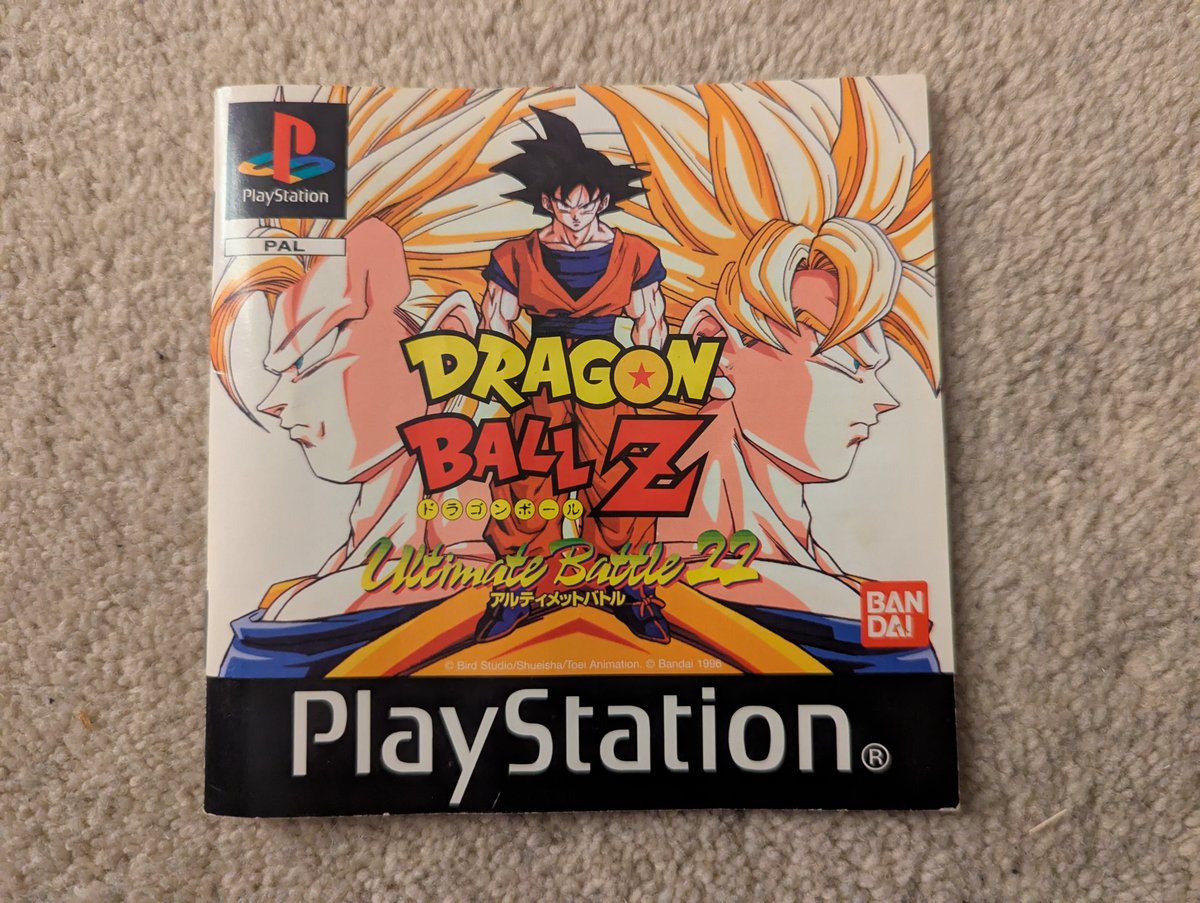 PlayStation
PAL
DRAGON
BALL Z
ドラゴンボール
Ultimate Battle 22
アルティメットバトル
BAN
DAI
© Bird Studio/Shueisha/Toei Animation. © Bandai 1996
PlayStation®